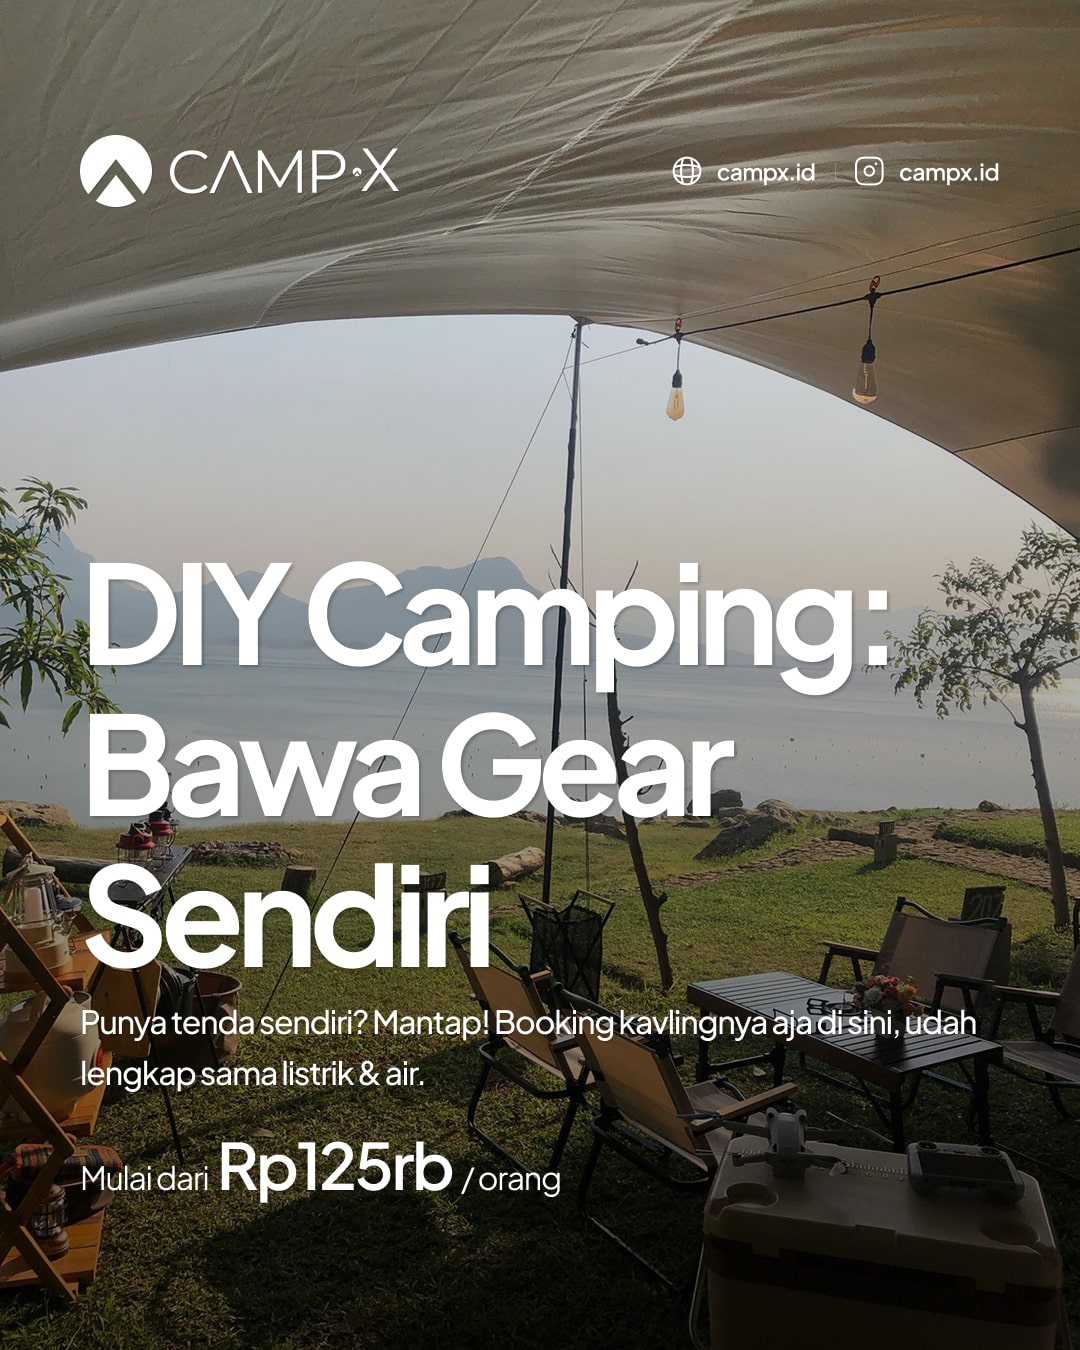 CAMP·X
campx.id
campx.id
DIY Camping:
Bawa Gear
Sendiri
Punya tenda sendiri? Mantap! Booking kavlingnya aja di sini, udah
lengkap sama listrik & air.
Mulai dari Rp125rb / orang